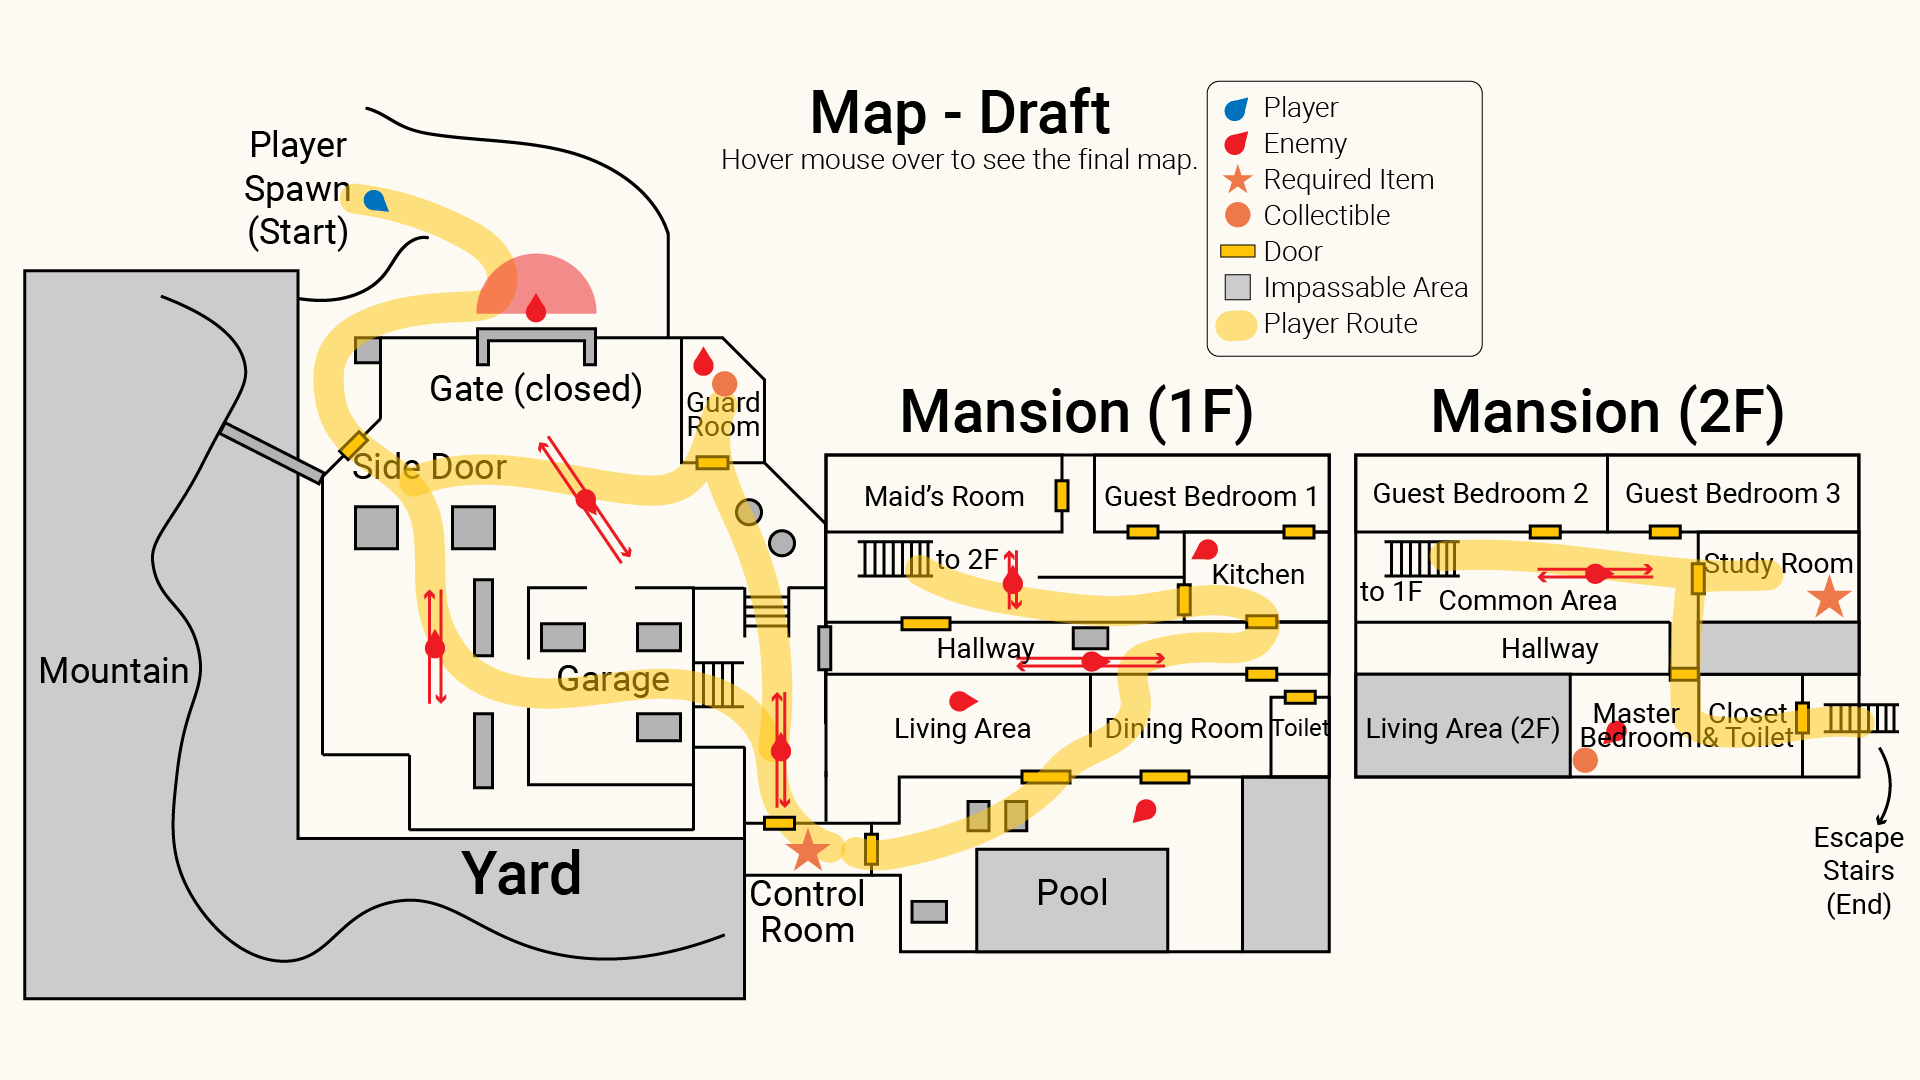 Map - Draft
Hover mouse over to see the final map.
Player
Enemy
Required Item
Collectible
Door
Impassable Area
Player Route
Player
Spawn
(Start)
Gate (closed)
Guard
Room
Side Door
Mountain
Garage
Yard
Control
Room
Mansion (1F)
Maid’s Room
Guest Bedroom 1
to 2F
Kitchen
Hallway
Living Area
Dining Room
Toilet
Pool
Mansion (2F)
Guest Bedroom 2
Guest Bedroom 3
Study Room
to 1F
Common Area
Hallway
Living Area (2F)
Master
Bedroom
Closet
& Toilet
Escape
Stairs
(End)